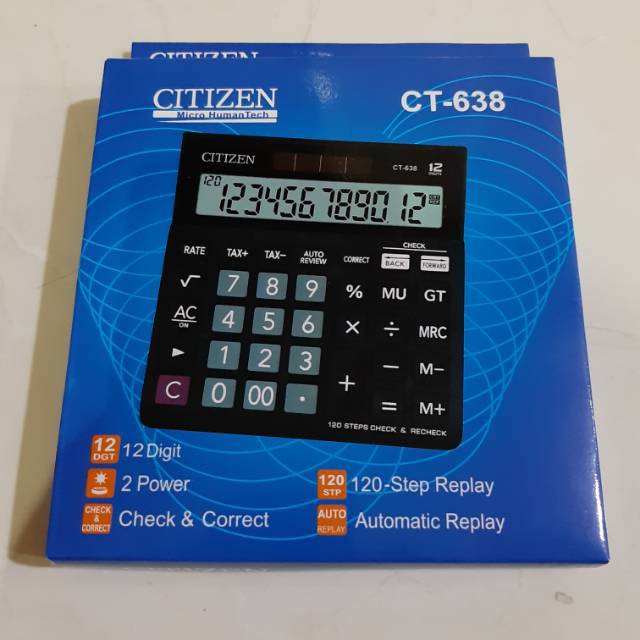 CITIZEN
CITIZEN
Micro HumanTech
CT-638
CITIZEN
CT-638 12
120
123456789012
CHECK
RATE TAX+ TAX- AUTO REVIEW CORRECT BACK FORWARD
√ 7 8 9 % MU GT
AC ON 4 5 6 × ÷ MRC
► 1 2 3 + − M−
C 0 00 · = M+
120 STEPS CHECK & RECHECK
12 DGT 12 Digit
2 Power
CHECK & CORRECT Check & Correct
120 STP 120-Step Replay
AUTO REPLAY Automatic Replay